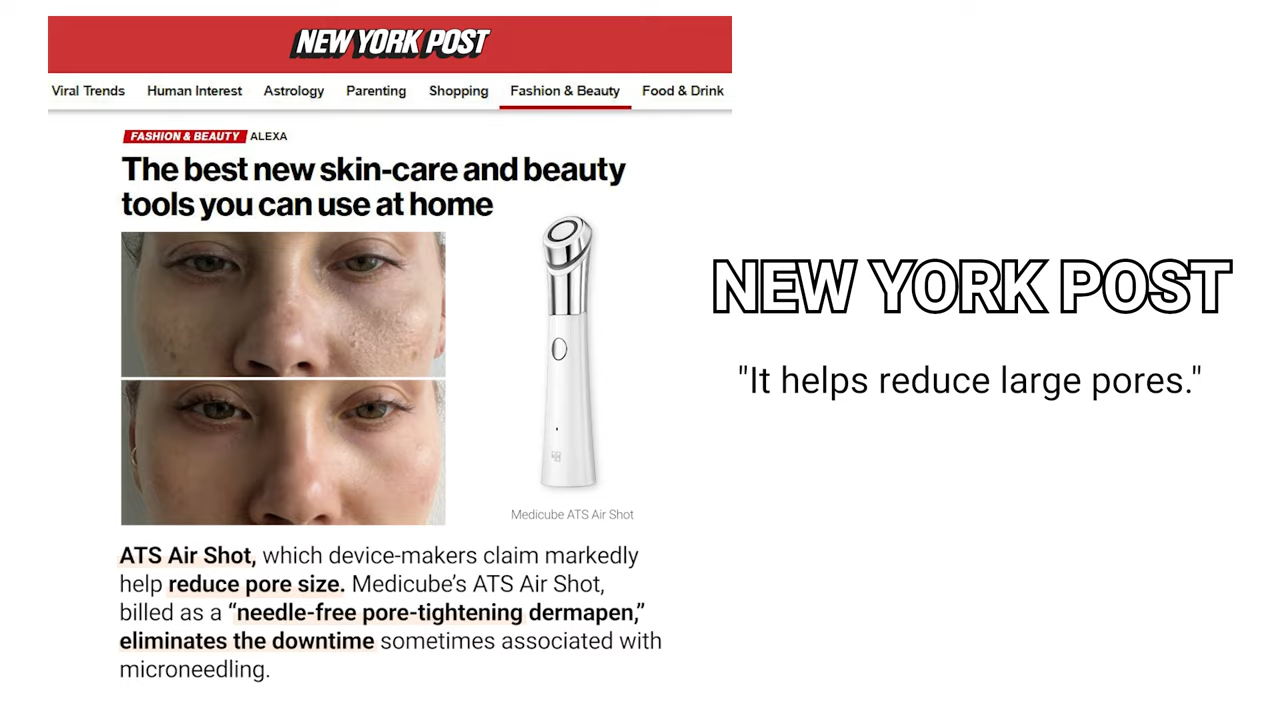 NEW YORK POST
Viral Trends Human Interest Astrology Parenting Shopping Fashion & Beauty Food & Drink
FASHION & BEAUTY ALEXA
The best new skin-care and beauty
tools you can use at home
Medicube ATS Air Shot
ATS Air Shot, which device-makers claim markedly
help reduce pore size. Medicube’s ATS Air Shot,
billed as a “needle-free pore-tightening dermapen,”
eliminates the downtime sometimes associated with
microneedling.
NEW YORK POST
"It helps reduce large pores."